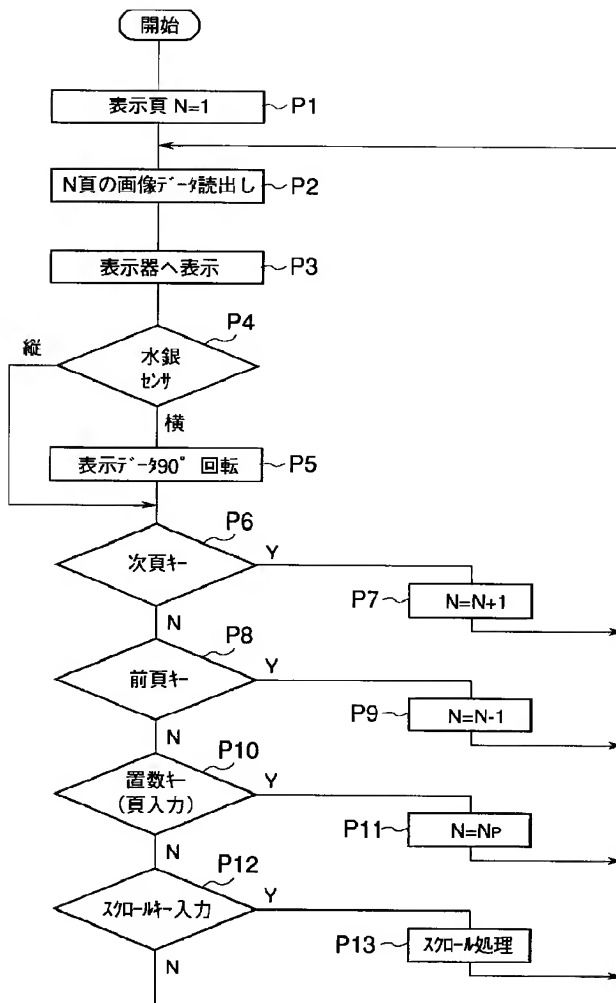 開始
表示頁 N=1
P1
N頁の画像ﾃﾞｰﾀ読出し
P2
表示器へ表示
P3
P4
縦
水銀
ｾﾝｻ
横
表示ﾃﾞｰﾀ90° 回転
P5
P6
次頁ｷｰ
Y
P7
N=N+1
N
P8
前頁ｷｰ
Y
P9
N=N-1
N
P10
置数ｷｰ
(頁入力)
Y
P11
N=NP
N
P12
ｽｸﾛｰﾙｷｰ入力
Y
P13
ｽｸﾛｰﾙ処理
N